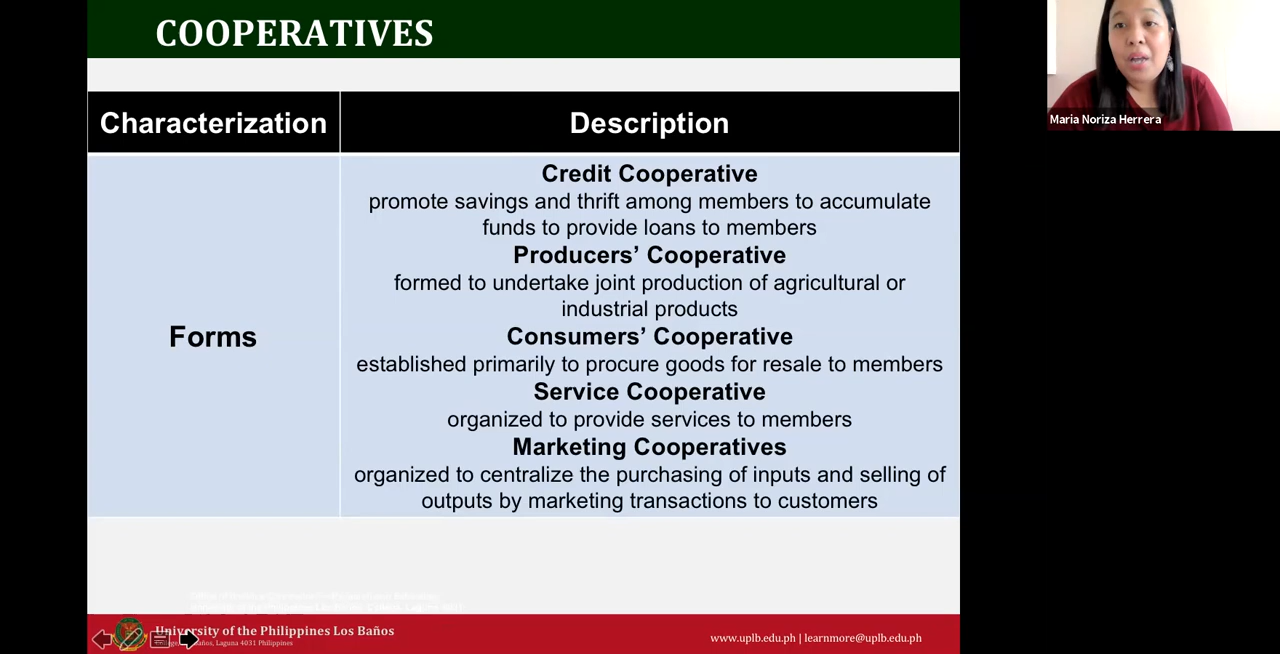 COOPERATIVES
Characterization
Description
Forms
Credit Cooperative
promote savings and thrift among members to accumulate
funds to provide loans to members
Producers’ Cooperative
formed to undertake joint production of agricultural or
industrial products
Consumers’ Cooperative
established primarily to procure goods for resale to members
Service Cooperative
organized to provide services to members
Marketing Cooperatives
organized to centralize the purchasing of inputs and selling of
outputs by marketing transactions to customers
Maria Noriza Herrera
University of the Philippines Los Baños
Laguna 4031 Philippines
www.uplb.edu.ph | learnmore@uplb.edu.ph